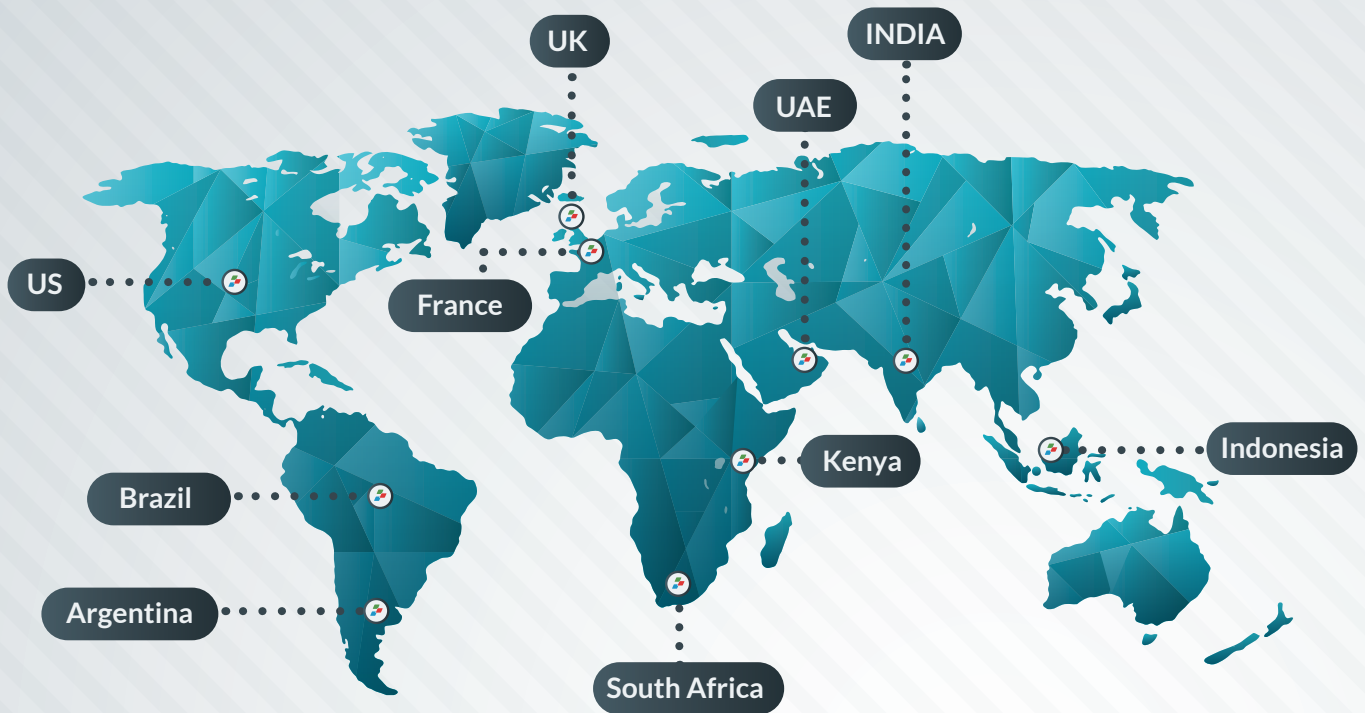 UK
INDIA
UAE
US
France
Kenya
Indonesia
Brazil
Argentina
South Africa